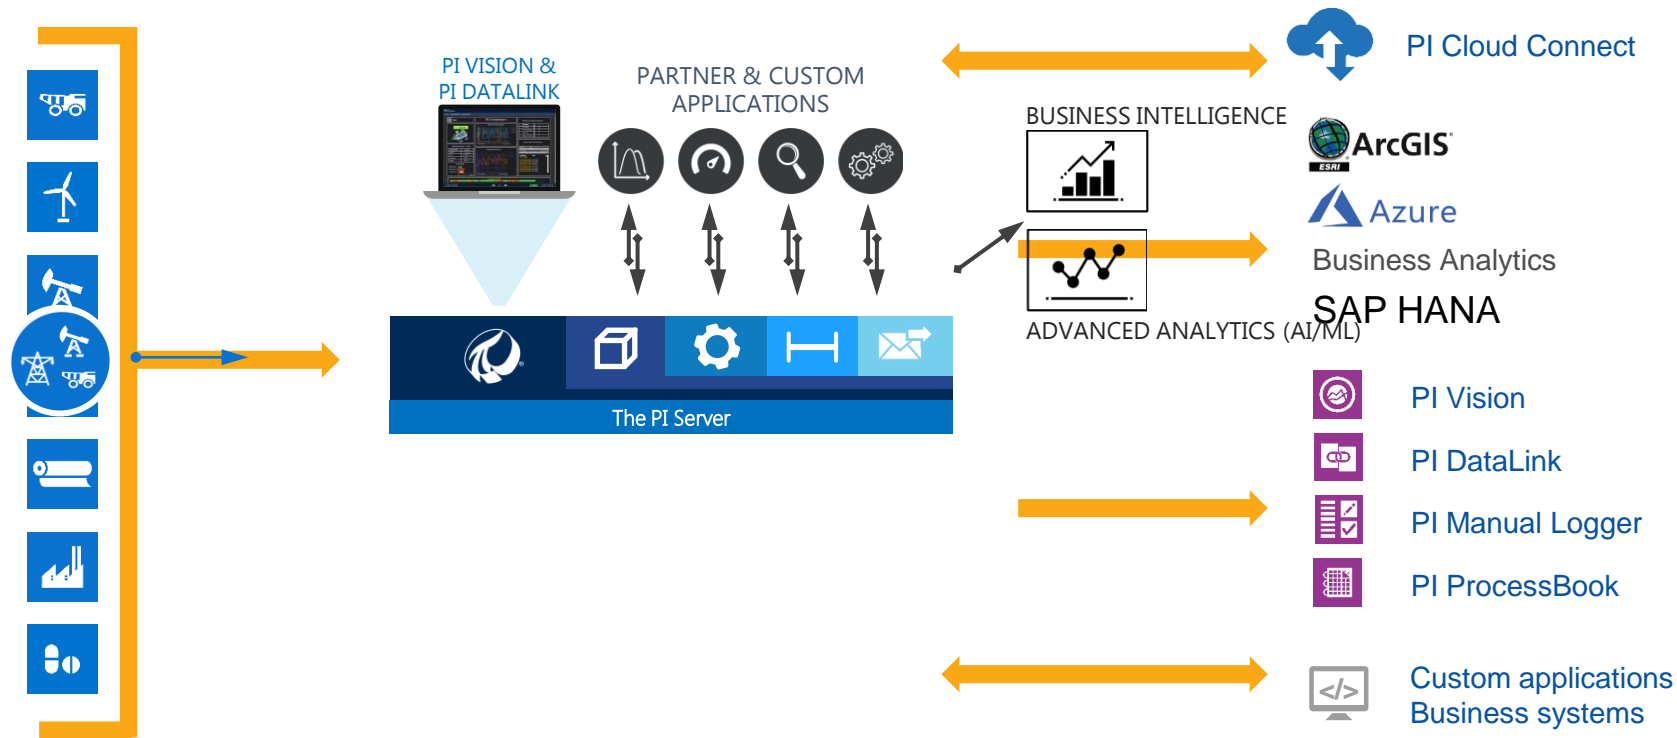 PI VISION &
PI DATALINK
PARTNER & CUSTOM
APPLICATIONS
The PI Server
BUSINESS INTELLIGENCE
ADVANCED ANALYTICS (AI/ML)
PI Cloud Connect
ArcGIS
ESRI
Azure
Business Analytics
SAP HANA
PI Vision
PI DataLink
PI Manual Logger
PI ProcessBook
</>
Custom applications
Business systems